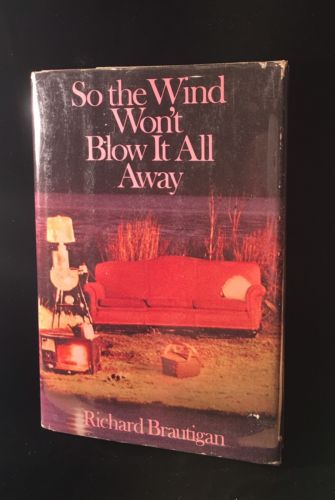 So the Wind
Won't
Blow It All
Away
Richard Brautigan